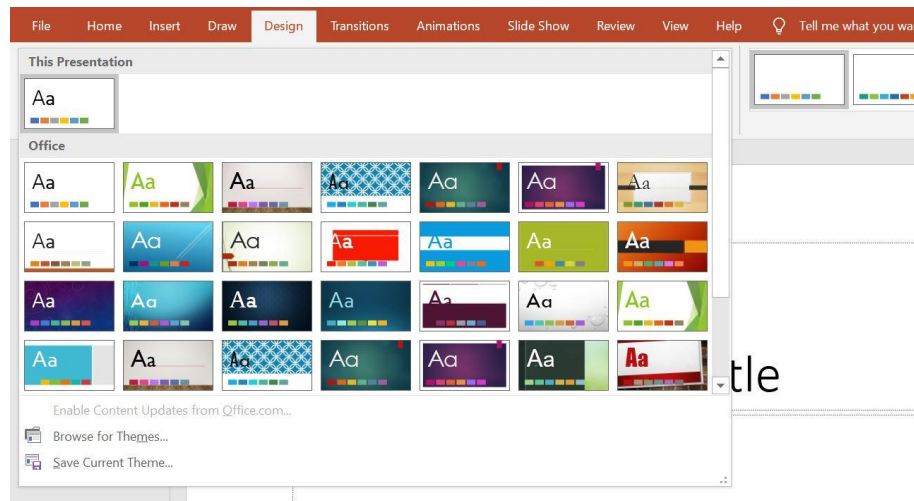 File Home Insert Draw Design Transitions Animations Slide Show Review View Help Tell me what you wa
This Presentation
Aa
Office
Aa Aa Aa Aa Aa Aa Aa
Aa Aa Aa Aa Aa Aa Aa
Aa Aa Aa Aa Aa Aa Aa
Aa Aa Aa Aa Aa Aa Aa
tle
Enable Content Updates from Office.com...
Browse for Themes...
Save Current Theme...